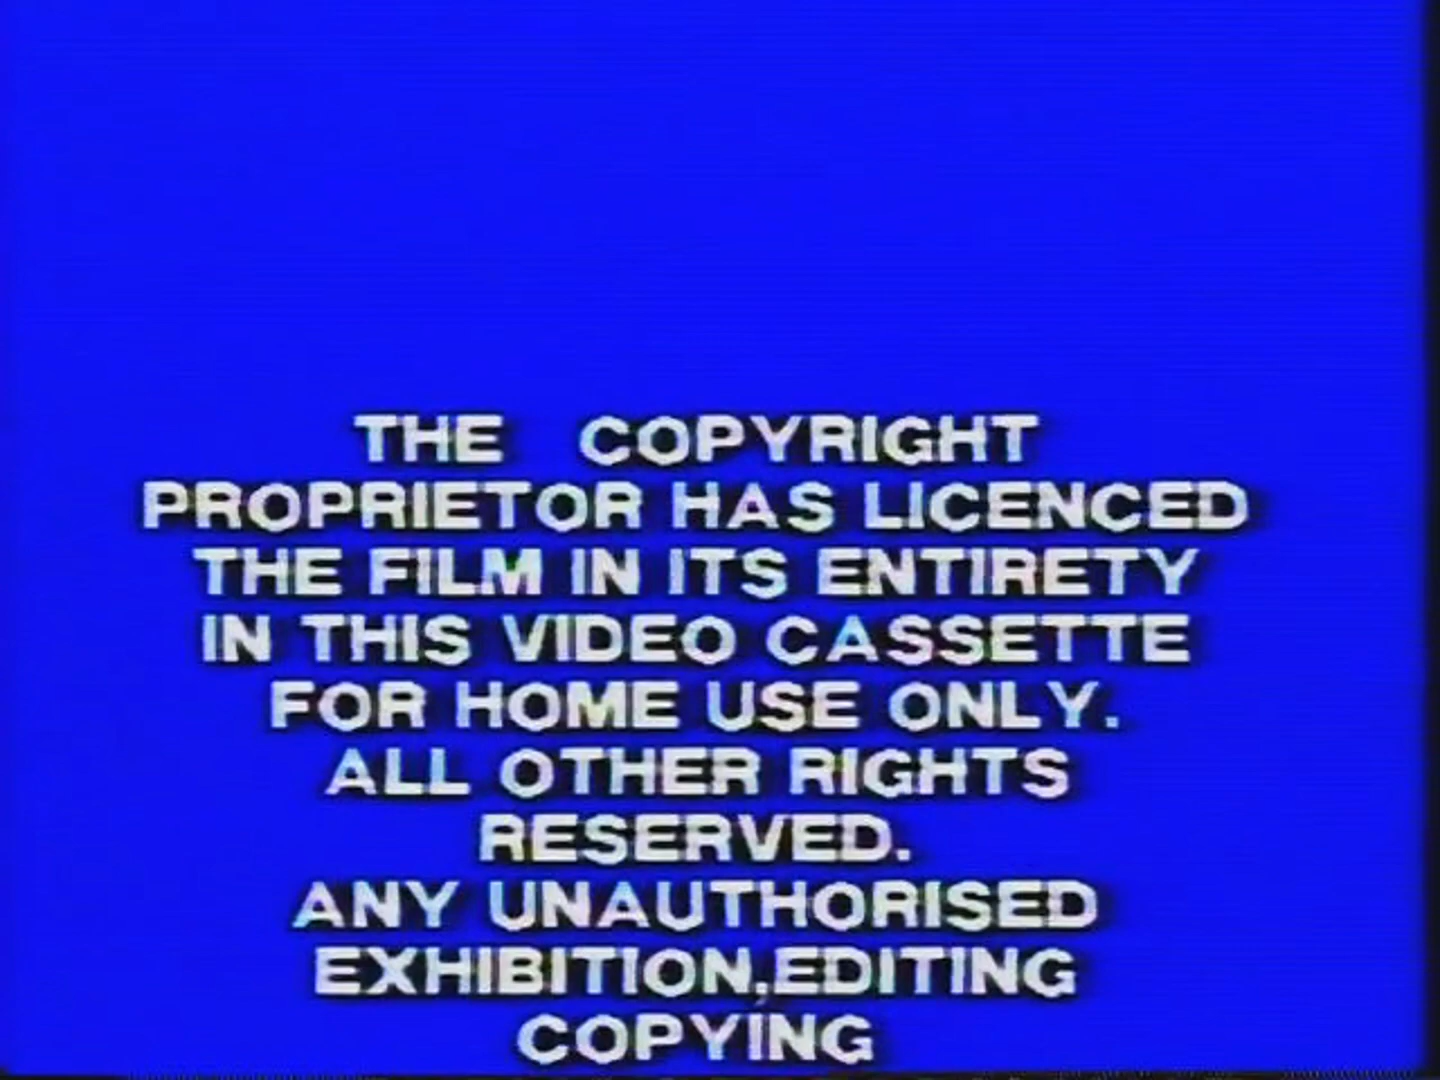 THE COPYRIGHT
PROPRIETOR HAS LICENCED
THE FILM IN ITS ENTIRETY
IN THIS VIDEO CASSETTE
FOR HOME USE ONLY.
ALL OTHER RIGHTS
RESERVED.
ANY UNAUTHORISED
EXHIBITION,EDITING
COPYING